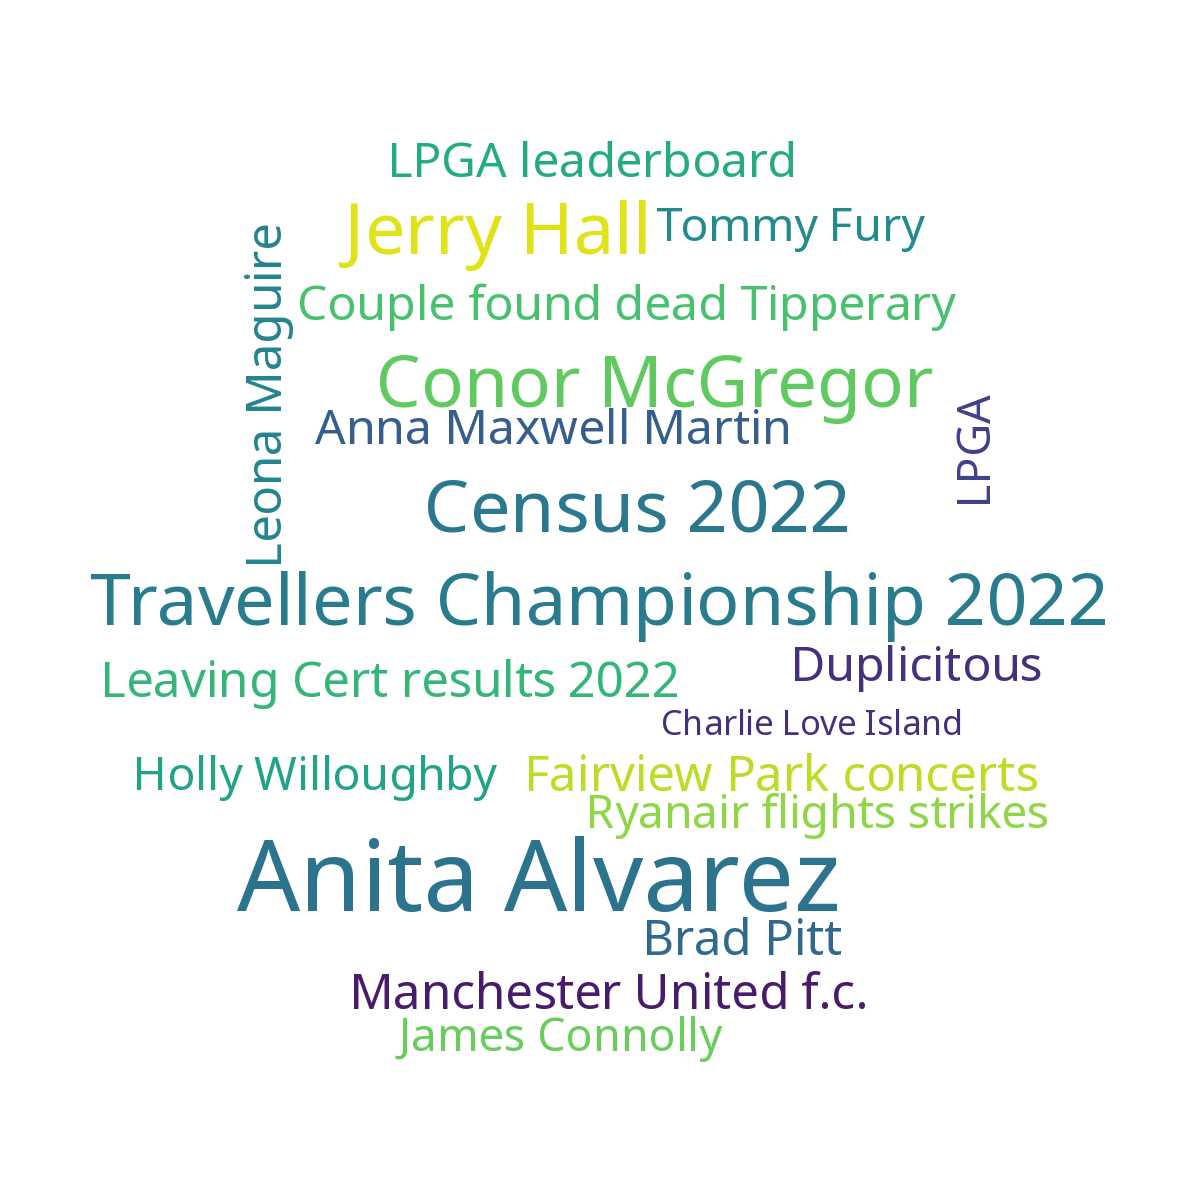 LPGA leaderboard
Jerry Hall
Tommy Fury
Leona Maguire
Couple found dead Tipperary
Conor McGregor
Anna Maxwell Martin
LPGA
Census 2022
Travellers Championship 2022
Leaving Cert results 2022
Duplicitous
Charlie Love Island
Holly Willoughby
Fairview Park concerts
Ryanair flights strikes
Anita Alvarez
Brad Pitt
Manchester United f.c.
James Connolly